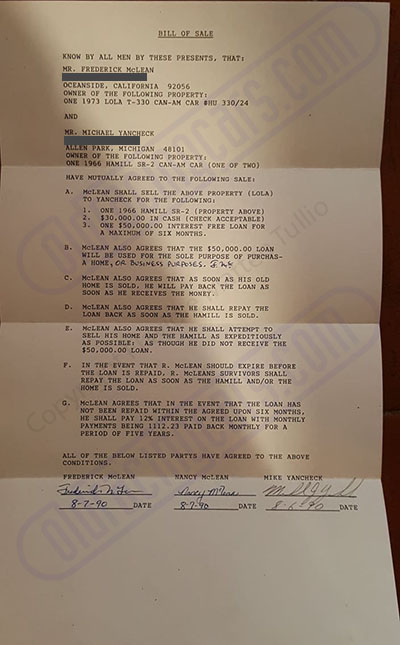 BILL OF SALE
KNOW BY ALL MEN BY THESE PRESENTS, THAT:
MR. FREDERICK McLEAN
OCEANSIDE, CALIFORNIA 92056
OWNER OF THE FOLLOWING PROPERTY:
ONE 1973 LOLA T-330 CAN-AM CAR #HU 330/24
AND
MR. MICHAEL YANCHECK
ALLEN PARK, MICHIGAN 48101
OWNER OF THE FOLLOWING PROPERTY:
ONE 1966 HAMILL SR-2 CAN-AM CAR (ONE OF TWO)
HAVE MUTUALLY AGREED TO THE FOLLOWING SALE:
A. McLEAN SHALL SELL THE ABOVE PROPERTY (LOLA)
TO YANCHECK FOR THE FOLLOWING:
1. ONE 1966 HAMILL SR-2 (PROPERTY ABOVE)
2. $30,000.00 IN CASH (CHECK ACCEPTABLE)
3. ONE $50,000.00 INTEREST FREE LOAN FOR
A MAXIMUM OF SIX MONTHS.
B. McLEAN ALSO AGREES THAT THE $50,000.00 LOAN
WILL BE USED FOR THE SOLE PURPOSE OF PURCHAS-
A HOME, OR BUSINESS PURPOSES.
C. McLEAN ALSO AGREES THAT AS SOON AS HIS OLD
HOME IS SOLD, HE WILL PAY BACK THE LOAN AS
SOON AS HE RECEIVES THE MONEY.
D. McLEAN ALSO AGREES THAT HE SHALL REPAY THE
LOAN BACK AS SOON AS THE HAMILL IS SOLD.
E. McLEAN ALSO AGREES THAT HE SHALL ATTEMPT TO
SELL HIS HOME AND THE HAMILL AS EXPEDITIOUSLY
AS POSSIBLE: AS THOUGH HE DID NOT RECEIVE THE
$50,000.00 LOAN.
F. IN THE EVENT THAT R. McLEAN SHOULD EXPIRE BEFORE
THE LOAN IS REPAID, R. McLEANS SURVIVORS SHALL
REPAY THE LOAN AS SOON AS THE HAMILL AND/OR THE
HOME IS SOLD.
G. McLEAN AGREES THAT IN THE EVENT THAT THE LOAN HAS
NOT BEEN REPAID WITHIN THE AGREED UPON SIX MONTHS,
HE SHALL PAY 12% INTEREST ON THE LOAN WITH MONTHLY
PAYMENTS BEING 1112.23 PAID BACK MONTHLY FOR A
PERIOD OF FIVE YEARS.
ALL OF THE BELOW LISTED PARTYS HAVE AGREED TO THE ABOVE
CONDITIONS.
FREDERICK McLEAN NANCY McLEAN MIKE YANCHECK
8-7-90 DATE 8-7-90 DATE 8-6-90 DATE